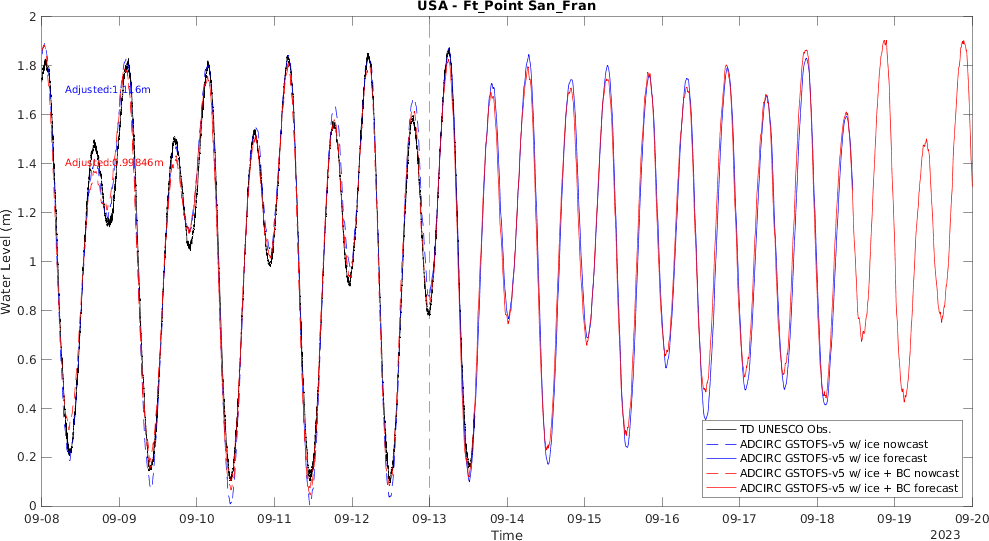 USA - Ft_Point San_Fran
2
1.8
1.6
1.4
1.2
1
0.8
0.6
0.4
0.2
0
Water Level (m)
Adjusted:1.116m
Adjusted:0.99846m
TD UNESCO Obs.
ADCIRC GSTOFS-v5 w/ ice nowcast
ADCIRC GSTOFS-v5 w/ ice forecast
ADCIRC GSTOFS-v5 w/ ice + BC nowcast
ADCIRC GSTOFS-v5 w/ ice + BC forecast
09-08 09-09 09-10 09-11 09-12 09-13 09-14 09-15 09-16 09-17 09-18 09-19 09-20
Time
2023